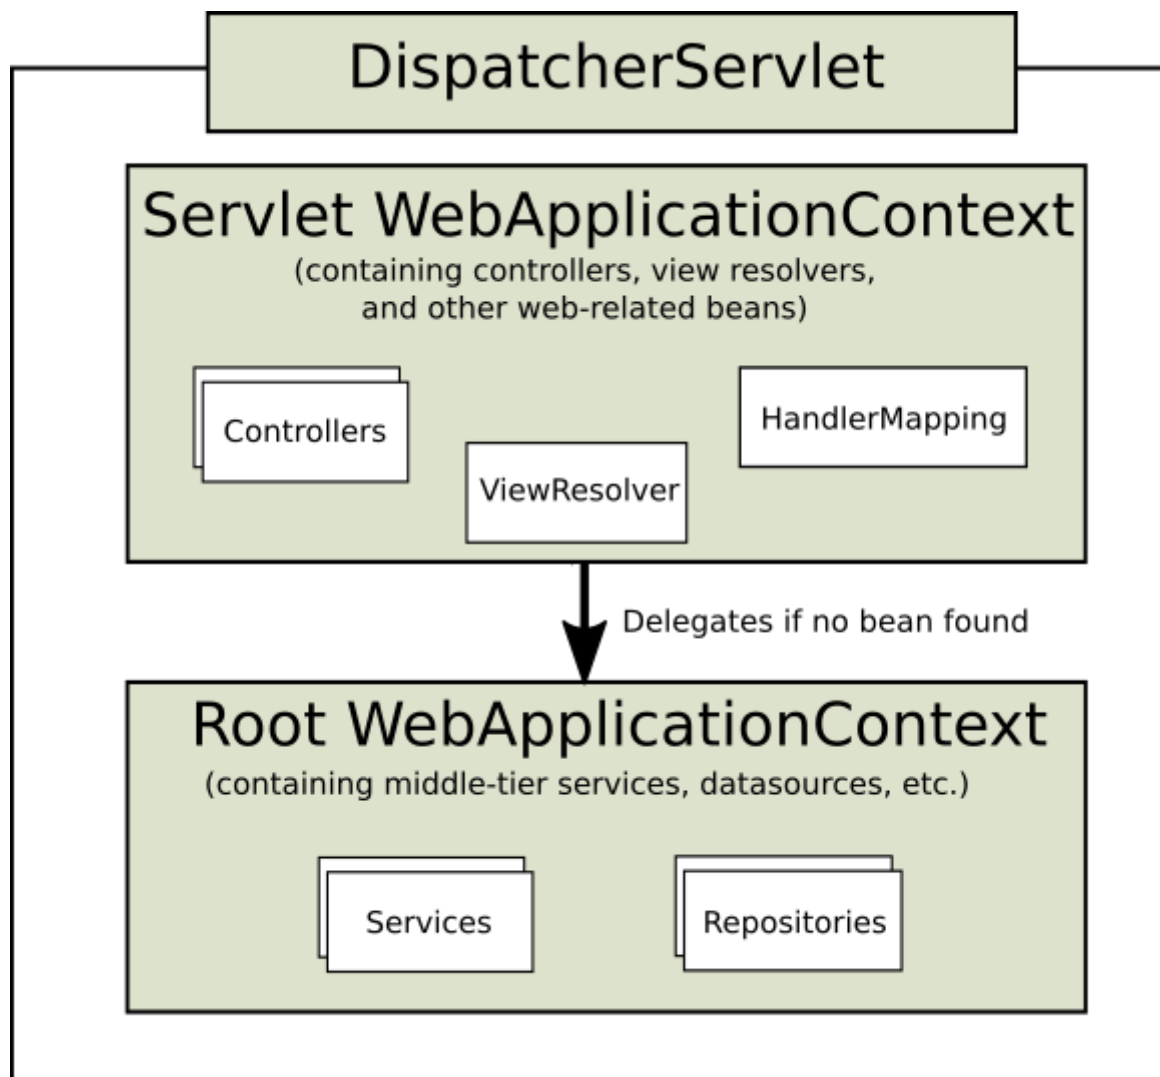 DispatcherServlet
Servlet WebApplicationContext
(containing controllers, view resolvers,
and other web-related beans)
Controllers
HandlerMapping
ViewResolver
Delegates if no bean found
Root WebApplicationContext
(containing middle-tier services, datasources, etc.)
Services
Repositories